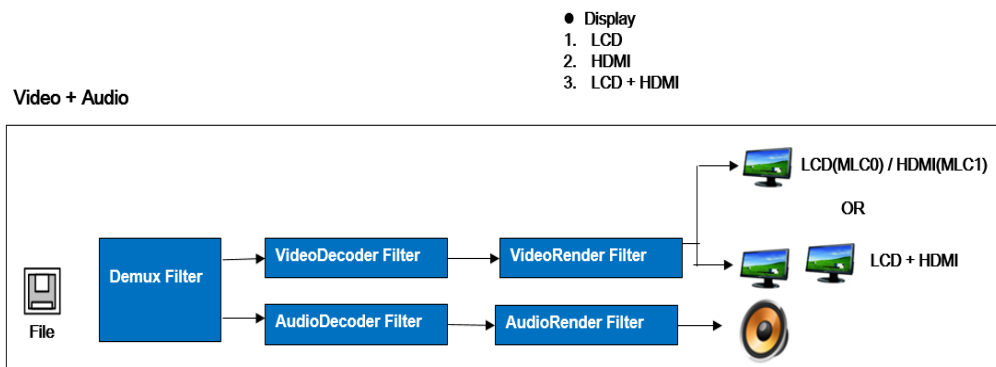 ● Display
1. LCD
2. HDMI
3. LCD + HDMI
Video + Audio
LCD(MLC0) / HDMI(MLC1)
OR
VideoDecoder Filter
VideoRender Filter
LCD + HDMI
Demux Filter
File
AudioDecoder Filter
AudioRender Filter